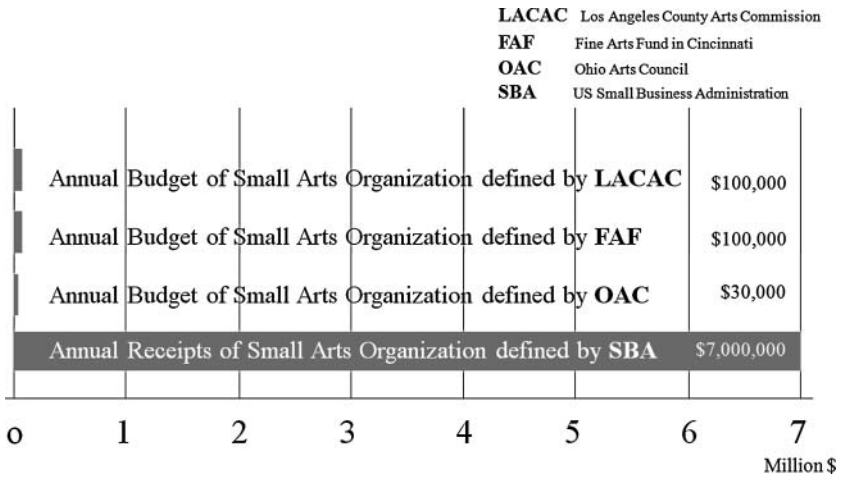 LACAC Los Angeles County Arts Commission
FAF Fine Arts Fund in Cincinnati
OAC Ohio Arts Council
SBA US Small Business Administration
Annual Budget of Small Arts Organization defined by LACAC $100,000
Annual Budget of Small Arts Organization defined by FAF $100,000
Annual Budget of Small Arts Organization defined by OAC $30,000
Annual Receipts of Small Arts Organization defined by SBA $7,000,000
0 1 2 3 4 5 6 7
Million $